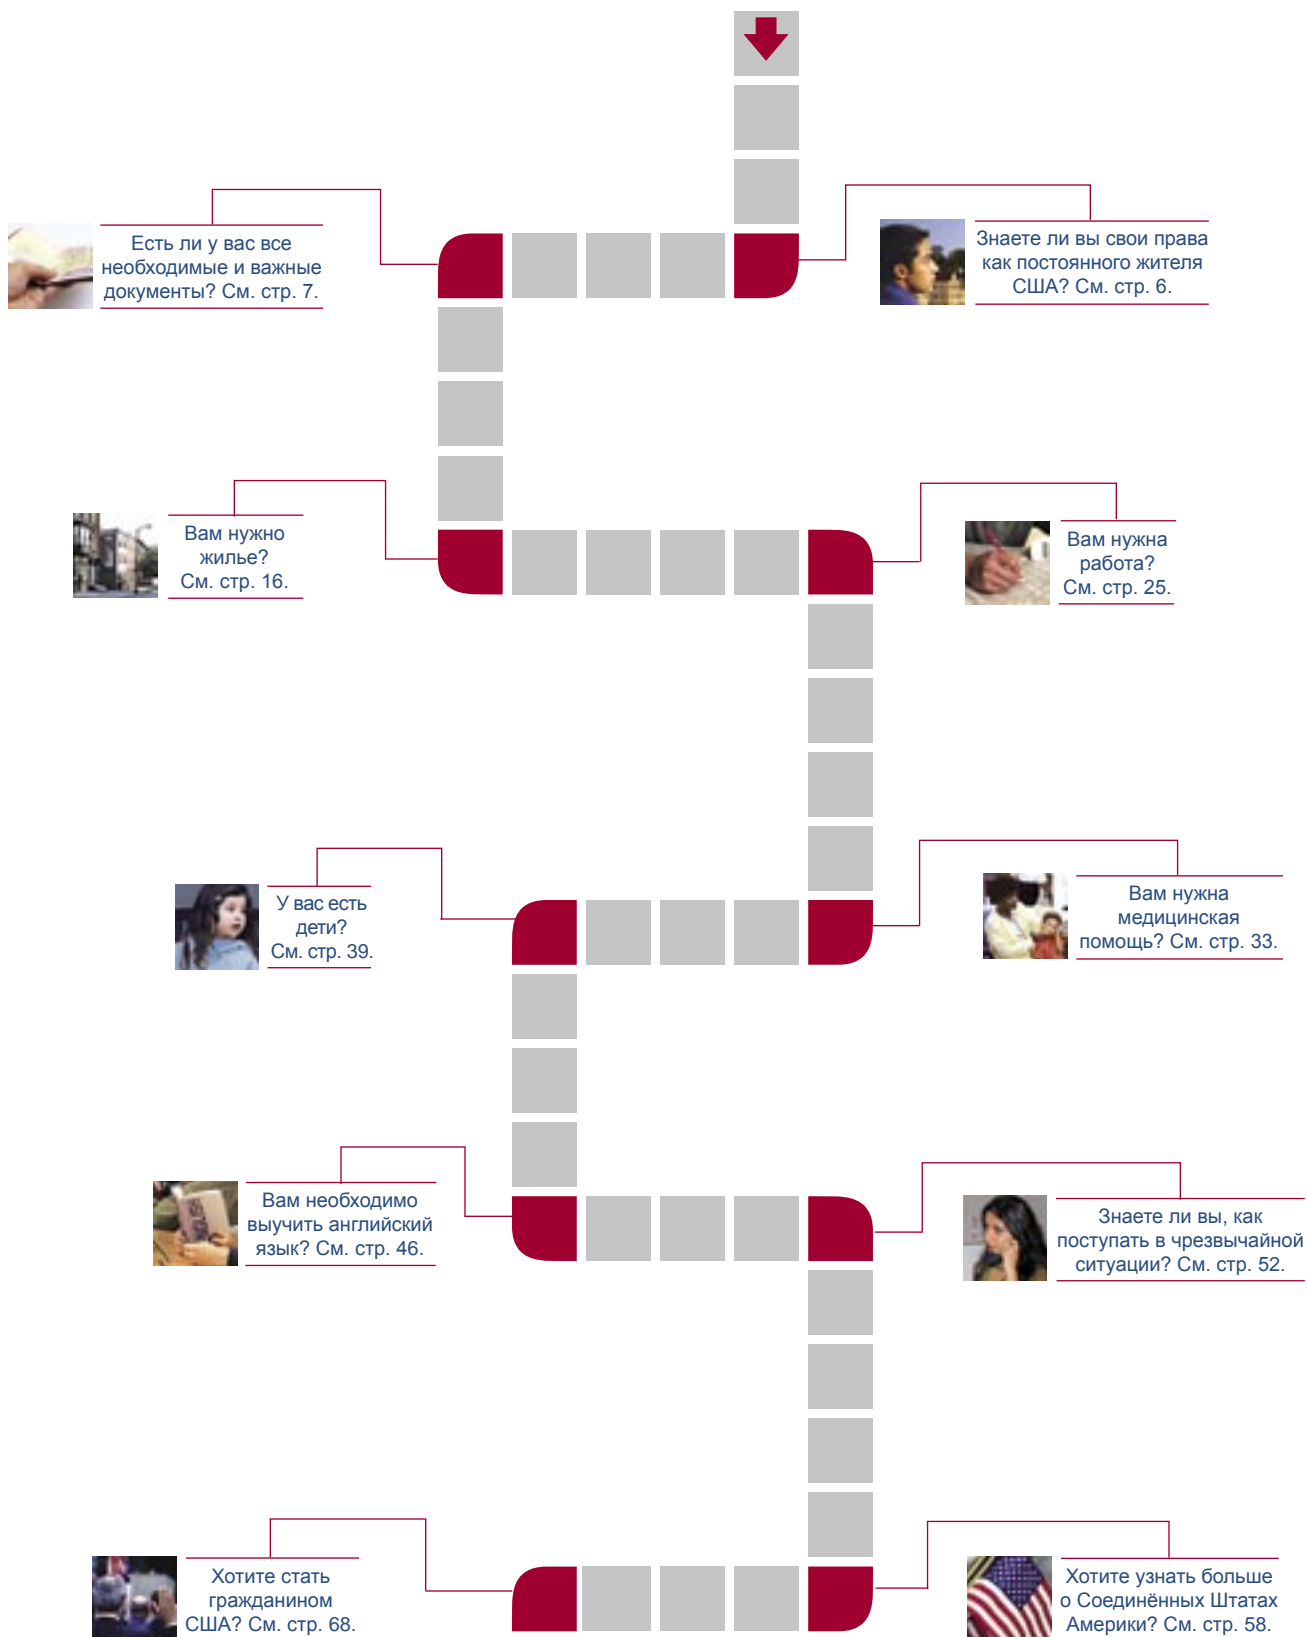 Знаете ли вы свои права
как постоянного жителя
США? См. стр. 6.
Есть ли у вас все
необходимые и важные
документы? См. стр. 7.
Вам нужно
жилье?
См. стр. 16.
Вам нужна
работа?
См. стр. 25.
Вам нужна
медицинская
помощь? См. стр. 33.
У вас есть
дети?
См. стр. 39.
Вам необходимо
выучить английский
язык? См. стр. 46.
Знаете ли вы, как
поступать в чрезвычайной
ситуации? См. стр. 52.
Хотите узнать больше
о Соединённых Штатах
Америки? См. стр. 58.
Хотите стать
гражданином
США? См. стр. 68.